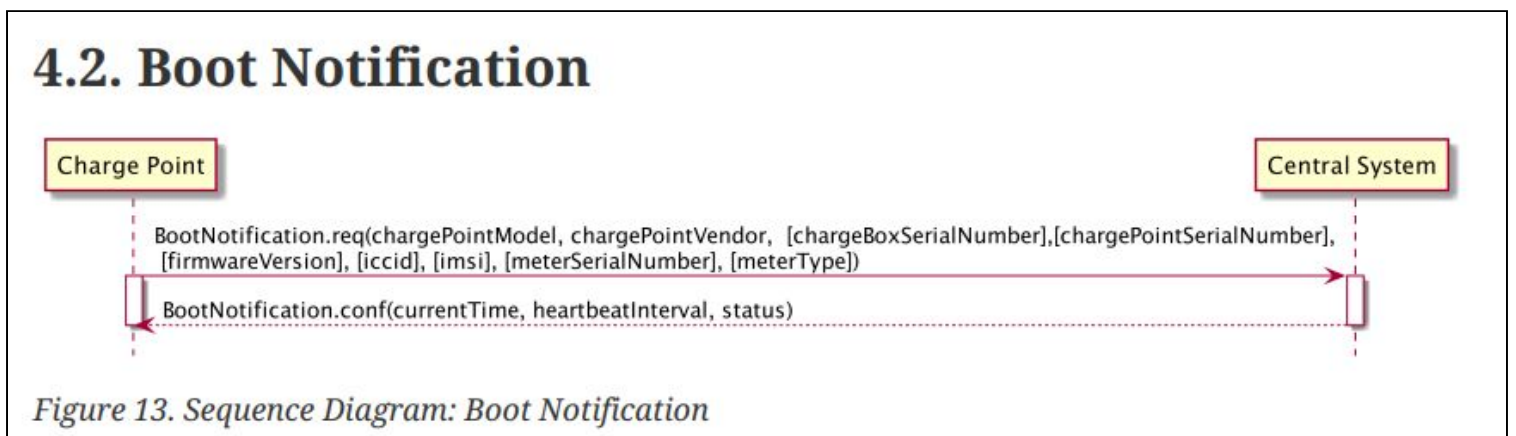 4.2. Boot Notification
Charge Point
Central System
BootNotification.req(chargePointModel, chargePointVendor,  [chargeBoxSerialNumber],[chargePointSerialNumber],
[firmwareVersion], [iccid], [imsi], [meterSerialNumber], [meterType])
BootNotification.conf(currentTime, heartbeatInterval, status)
Figure 13. Sequence Diagram: Boot Notification